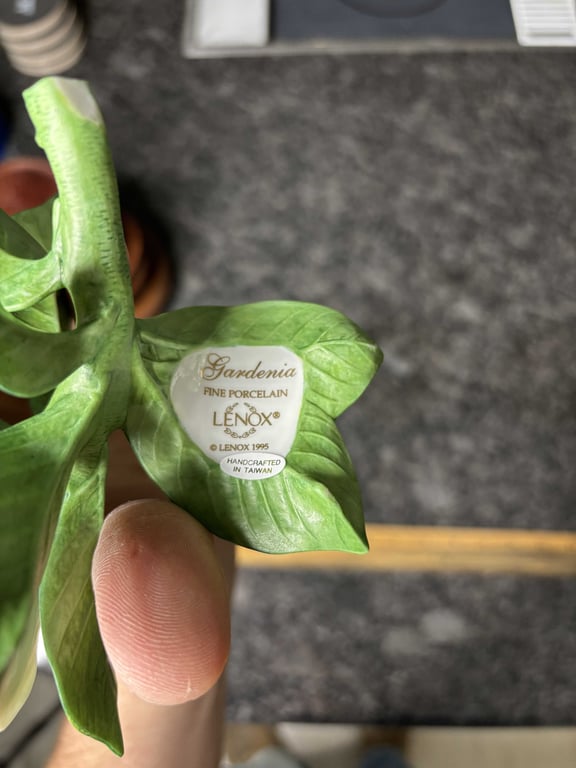 Gardenia
FINE PORCELAIN
LENOX®
© LENOX 1995
HANDCRAFTED
IN TAIWAN